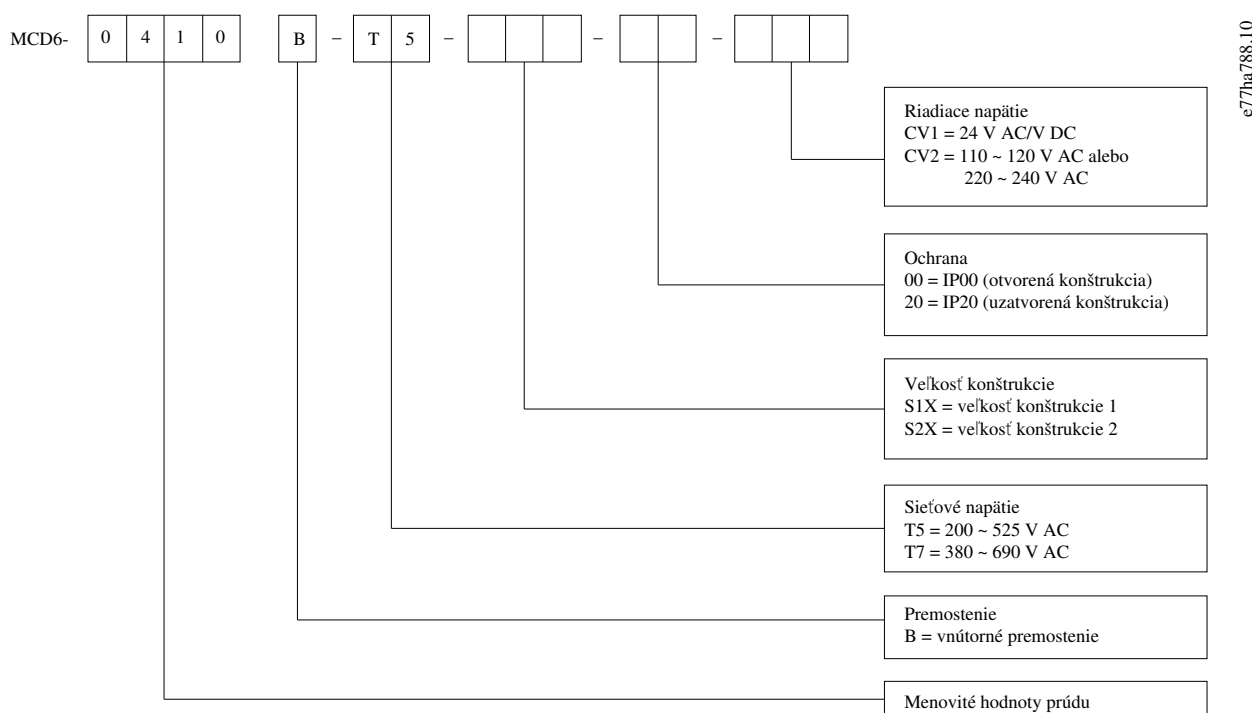 MCD6- 0 4 1 0 B – T 5 – – –
e77ha788.10
Riadiace napätie
CV1 = 24 V AC/V DC
CV2 = 110 ~ 120 V AC alebo
220 ~ 240 V AC
Ochrana
00 = IP00 (otvorená konštrukcia)
20 = IP20 (uzatvorená konštrukcia)
Veľkosť konštrukcie
S1X = veľkosť konštrukcie 1
S2X = veľkosť konštrukcie 2
Sieťové napätie
T5 = 200 ~ 525 V AC
T7 = 380 ~ 690 V AC
Premostenie
B = vnútorné premostenie
Menovité hodnoty prúdu